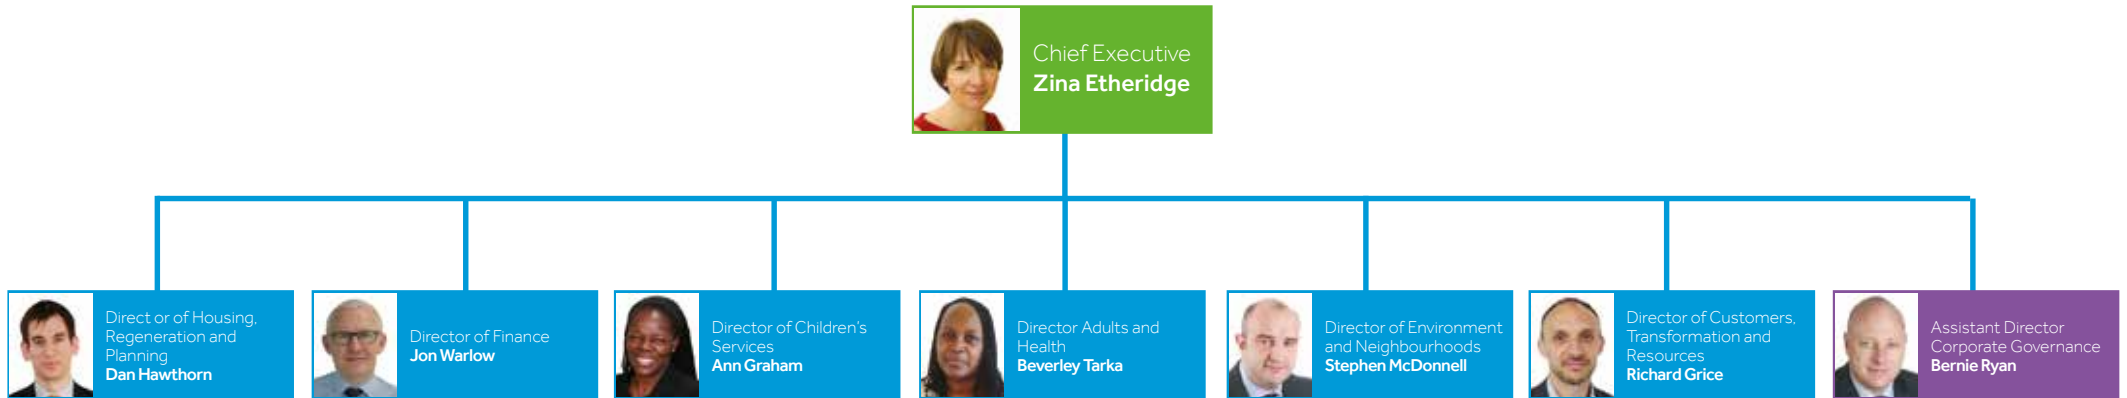 Chief Executive
Zina Etheridge
Direct or of Housing,
Regeneration and
Planning
Dan Hawthorn
Director of Finance
Jon Warlow
Director of Children's
Services
Ann Graham
Director Adults and
Health
Beverley Tarka
Director of Environment
and Neighbourhoods
Stephen McDonnell
Director of Customers,
Transformation and
Resources
Richard Grice
Assistant Director
Corporate Governance
Bernie Ryan